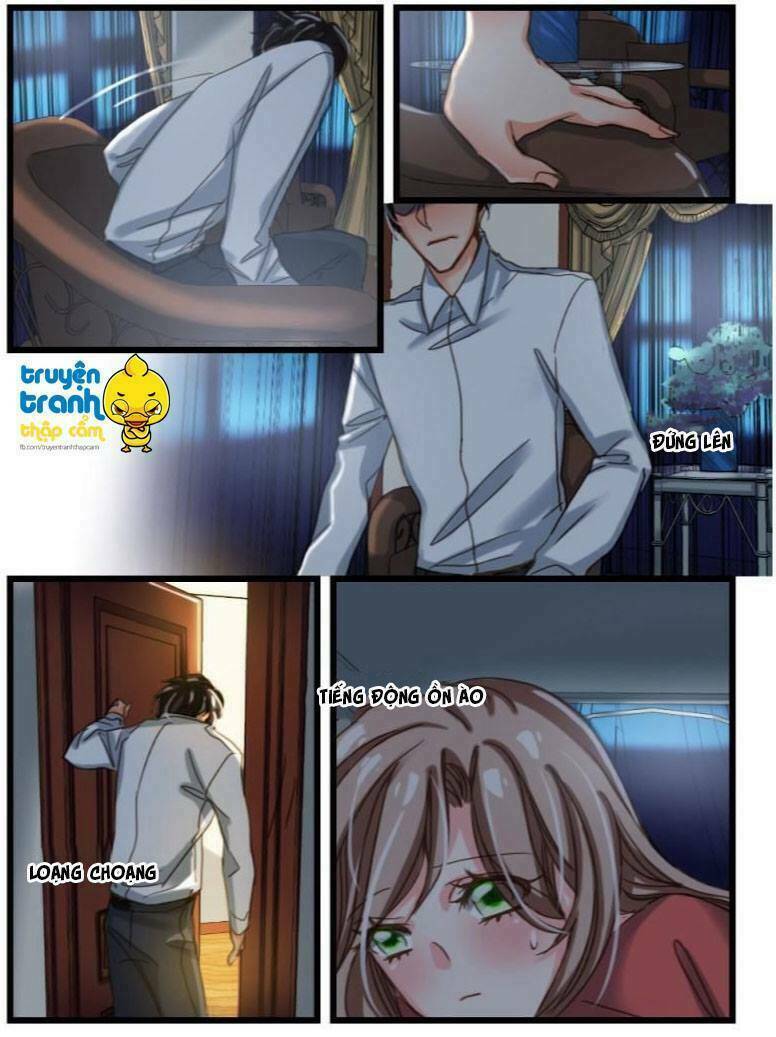 truyện
tranh
thập cẩm
fb.com/truyentranhthapcam
ĐỨNG LÊN
TIẾNG ĐỘNG ỒN ÀO
LOẠNG CHOẠNG